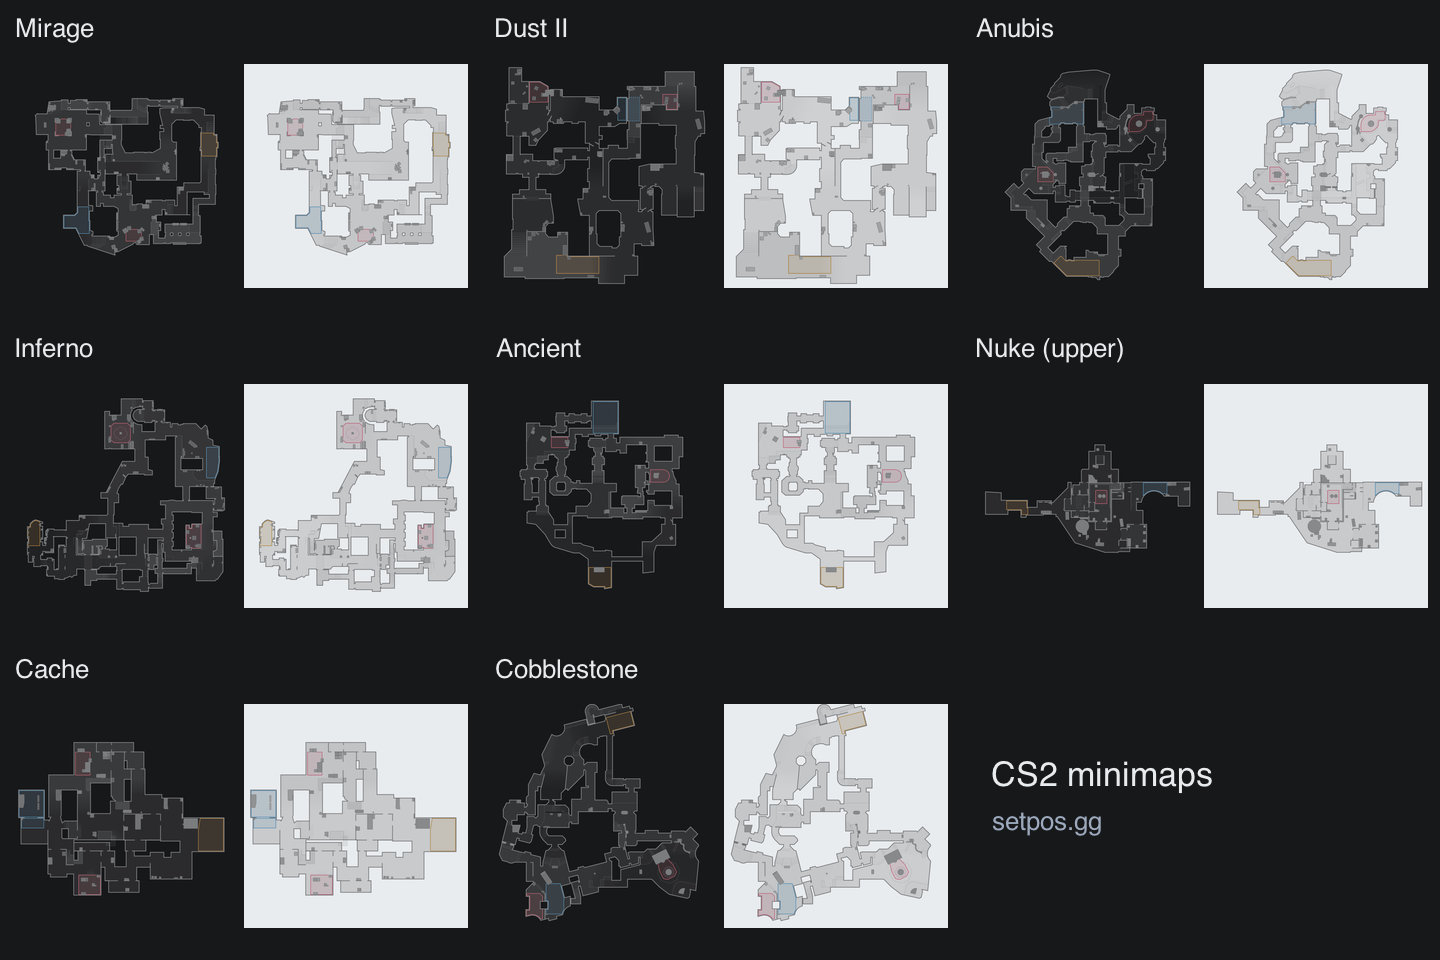 Mirage
Dust II
Anubis
Inferno
Ancient
Nuke (upper)
Cache
Cobblestone
CS2 minimaps
setpos.gg